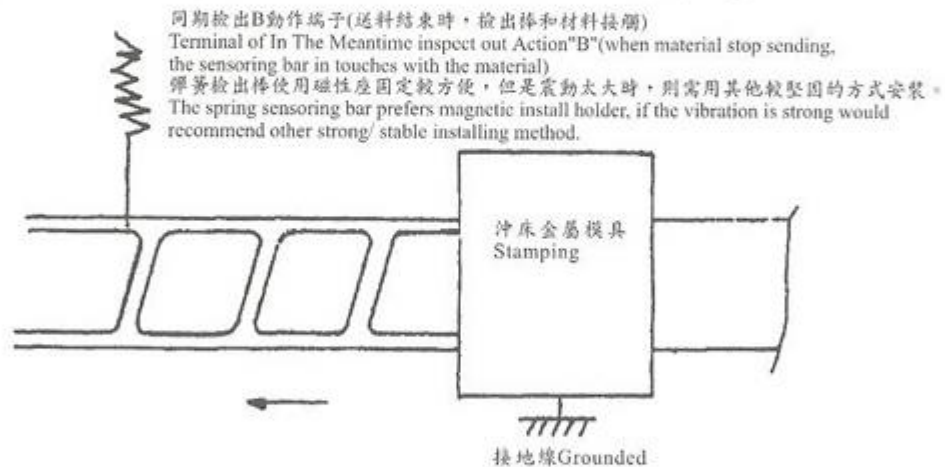 同期檢出B動作端子(送料結束時，檢出棒和材料接觸)
Terminal of In The Meantime inspect out Action"B"(when material stop sending,
the sensoring bar in touches with the material)
彈簧檢出棒使用磁性座固定較方便，但是震動太大時，則需用其他較堅固的方式安裝。
The spring sensoring bar prefers magnetic install holder, if the vibration is strong would
recommend other strong/ stable installing method.
沖床金屬模具
Stamping
接地線Grounded